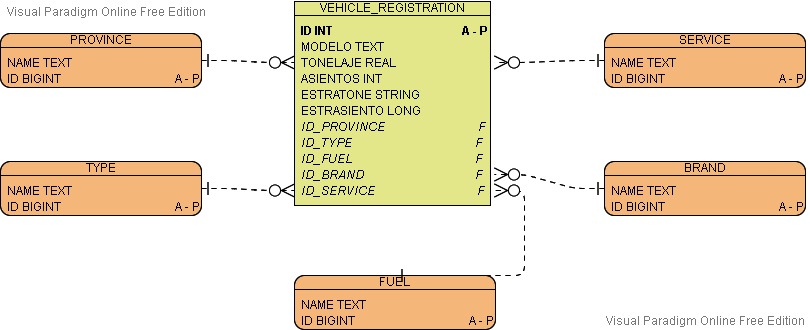 Visual Paradigm Online Free Edition
VEHICLE_REGISTRATION
ID INT A - P
MODELO TEXT
TONELAJE REAL
ASIENTOS INT
ESTRATONE STRING
ESTRASIENTO LONG
ID_PROVINCE F
ID_TYPE F
ID_FUEL F
ID_BRAND F
ID_SERVICE F
PROVINCE
NAME TEXT
ID BIGINT A - P
SERVICE
NAME TEXT
ID BIGINT A - P
TYPE
NAME TEXT
ID BIGINT A - P
BRAND
NAME TEXT
ID BIGINT A - P
FUEL
NAME TEXT
ID BIGINT A - P
Visual Paradigm Online Free Edition